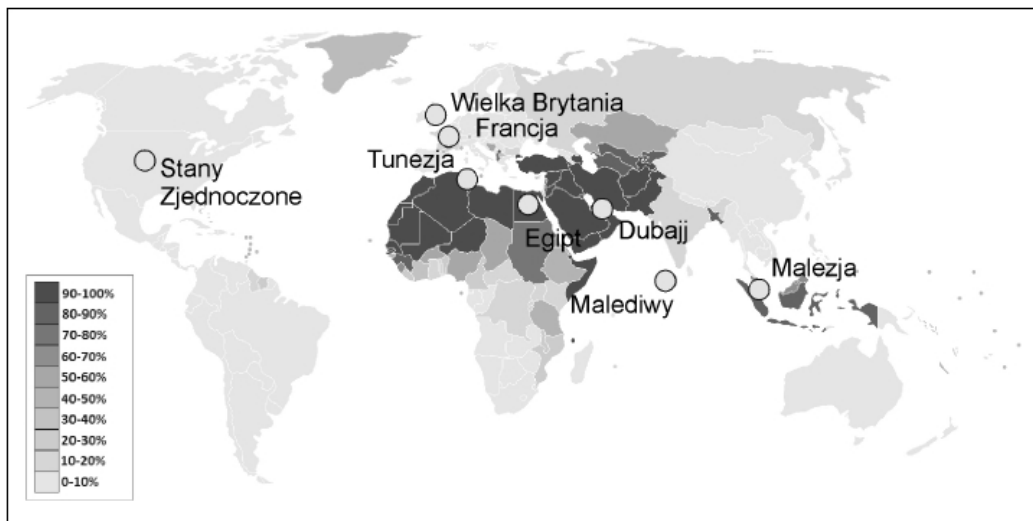 Wielka Brytania
Francja
Tunezja
Stany
Zjednoczone
Egipt
Dubajj
Malediwy
Malezja
90-100%
80-90%
70-80%
60-70%
50-60%
40-50%
30-40%
20-30%
10-20%
0-10%